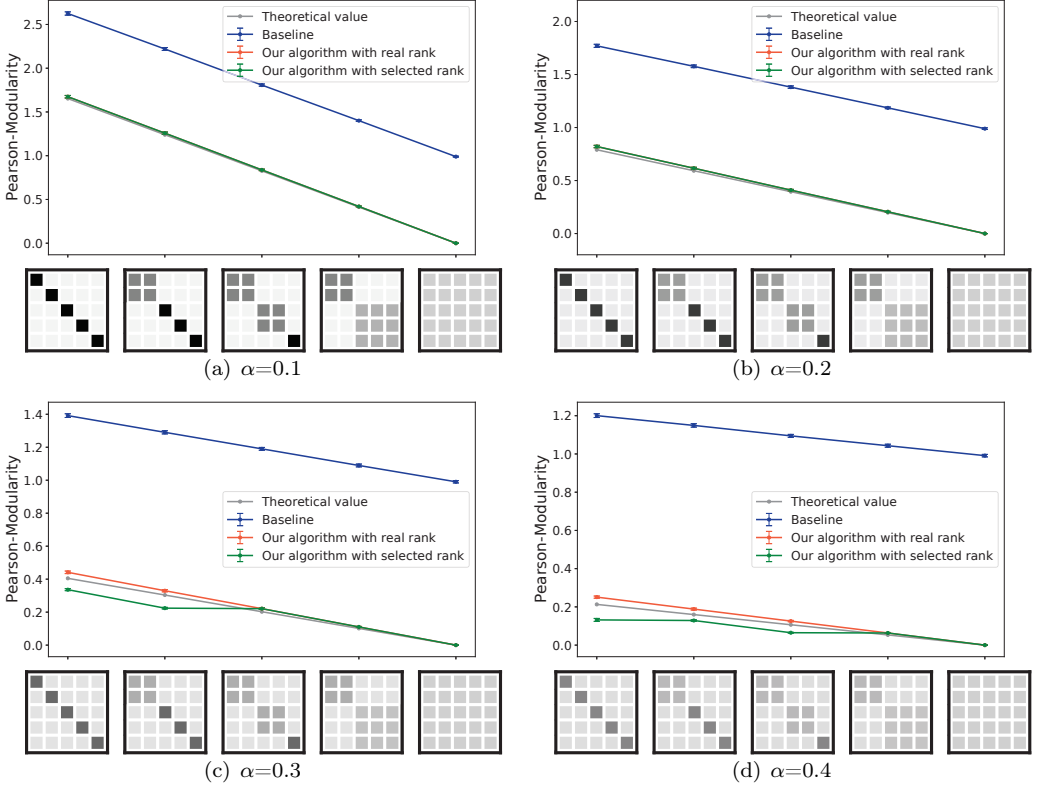 Pearson-Modularity
2.5
2.0
1.5
1.0
0.5
0.0
Theoretical value
Baseline
Our algorithm with real rank
Our algorithm with selected rank
(a) α=0.1
Pearson-Modularity
2.0
1.5
1.0
0.5
0.0
Theoretical value
Baseline
Our algorithm with real rank
Our algorithm with selected rank
(b) α=0.2
Pearson-Modularity
1.4
1.2
1.0
0.8
0.6
0.4
0.2
0.0
Theoretical value
Baseline
Our algorithm with real rank
Our algorithm with selected rank
(c) α=0.3
Pearson-Modularity
1.2
1.0
0.8
0.6
0.4
0.2
0.0
Theoretical value
Baseline
Our algorithm with real rank
Our algorithm with selected rank
(d) α=0.4